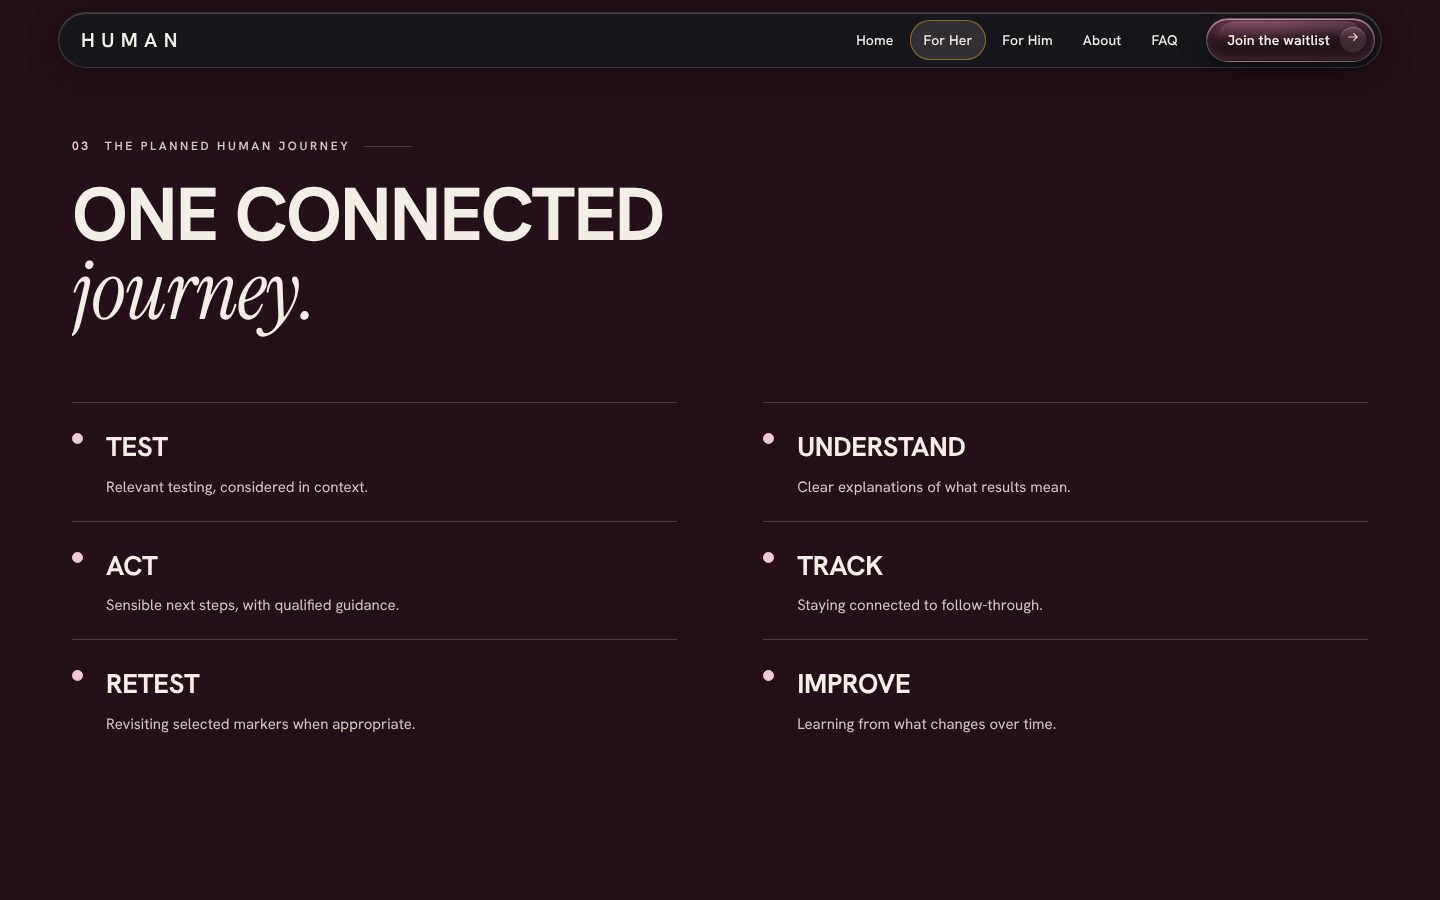 HUMAN
Home
For Her
For Him
About
FAQ
Join the waitlist →
03 THE PLANNED HUMAN JOURNEY
ONE CONNECTED
journey.
TEST
Relevant testing, considered in context.
UNDERSTAND
Clear explanations of what results mean.
ACT
Sensible next steps, with qualified guidance.
TRACK
Staying connected to follow-through.
RETEST
Revisiting selected markers when appropriate.
IMPROVE
Learning from what changes over time.